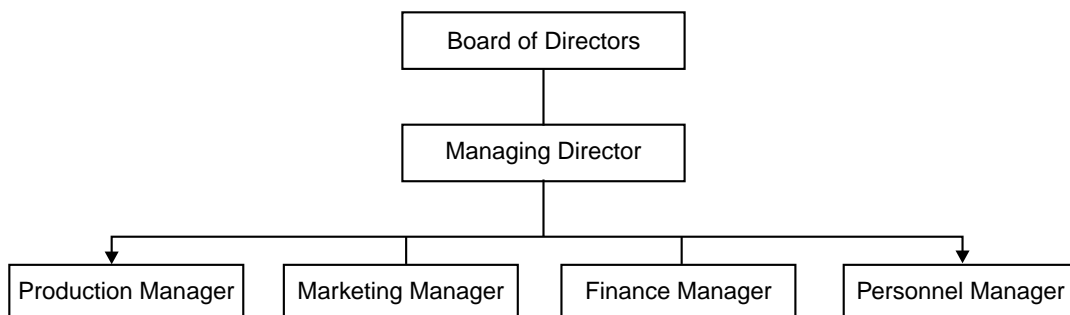 Board of Directors
Managing Director
Production Manager
Marketing Manager
Finance Manager
Personnel Manager